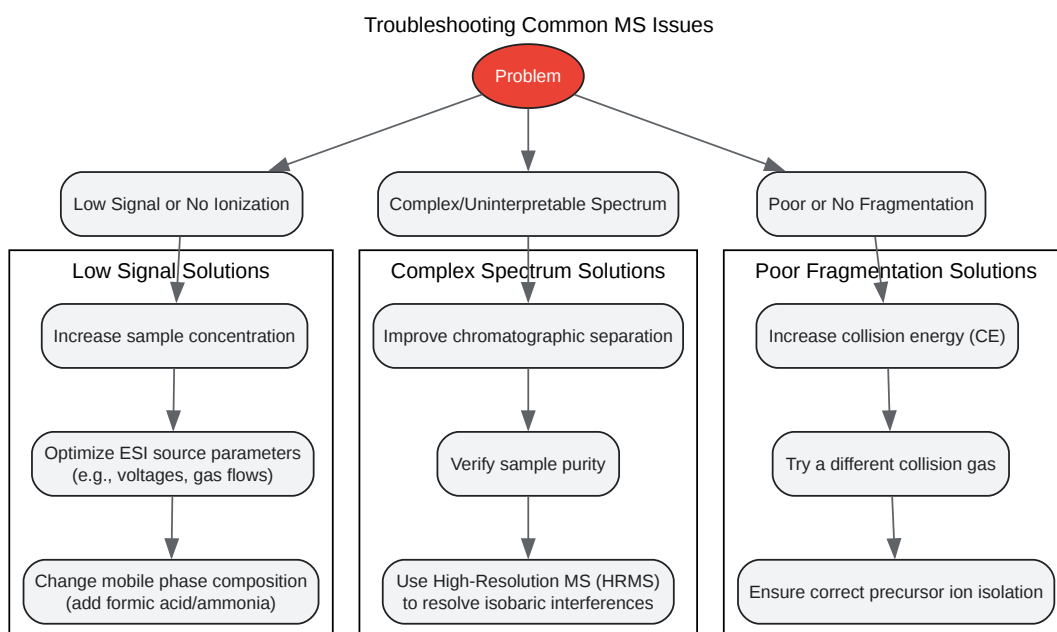 Troubleshooting Common MS Issues
Problem
Low Signal or No Ionization
Complex/Uninterpretable Spectrum
Poor or No Fragmentation
Low Signal Solutions
Increase sample concentration
Optimize ESI source parameters
(e.g., voltages, gas flows)
Change mobile phase composition
(add formic acid/ammonia)
Complex Spectrum Solutions
Improve chromatographic separation
Verify sample purity
Use High-Resolution MS (HRMS)
to resolve isobaric interferences
Poor Fragmentation Solutions
Increase collision energy (CE)
Try a different collision gas
Ensure correct precursor ion isolation